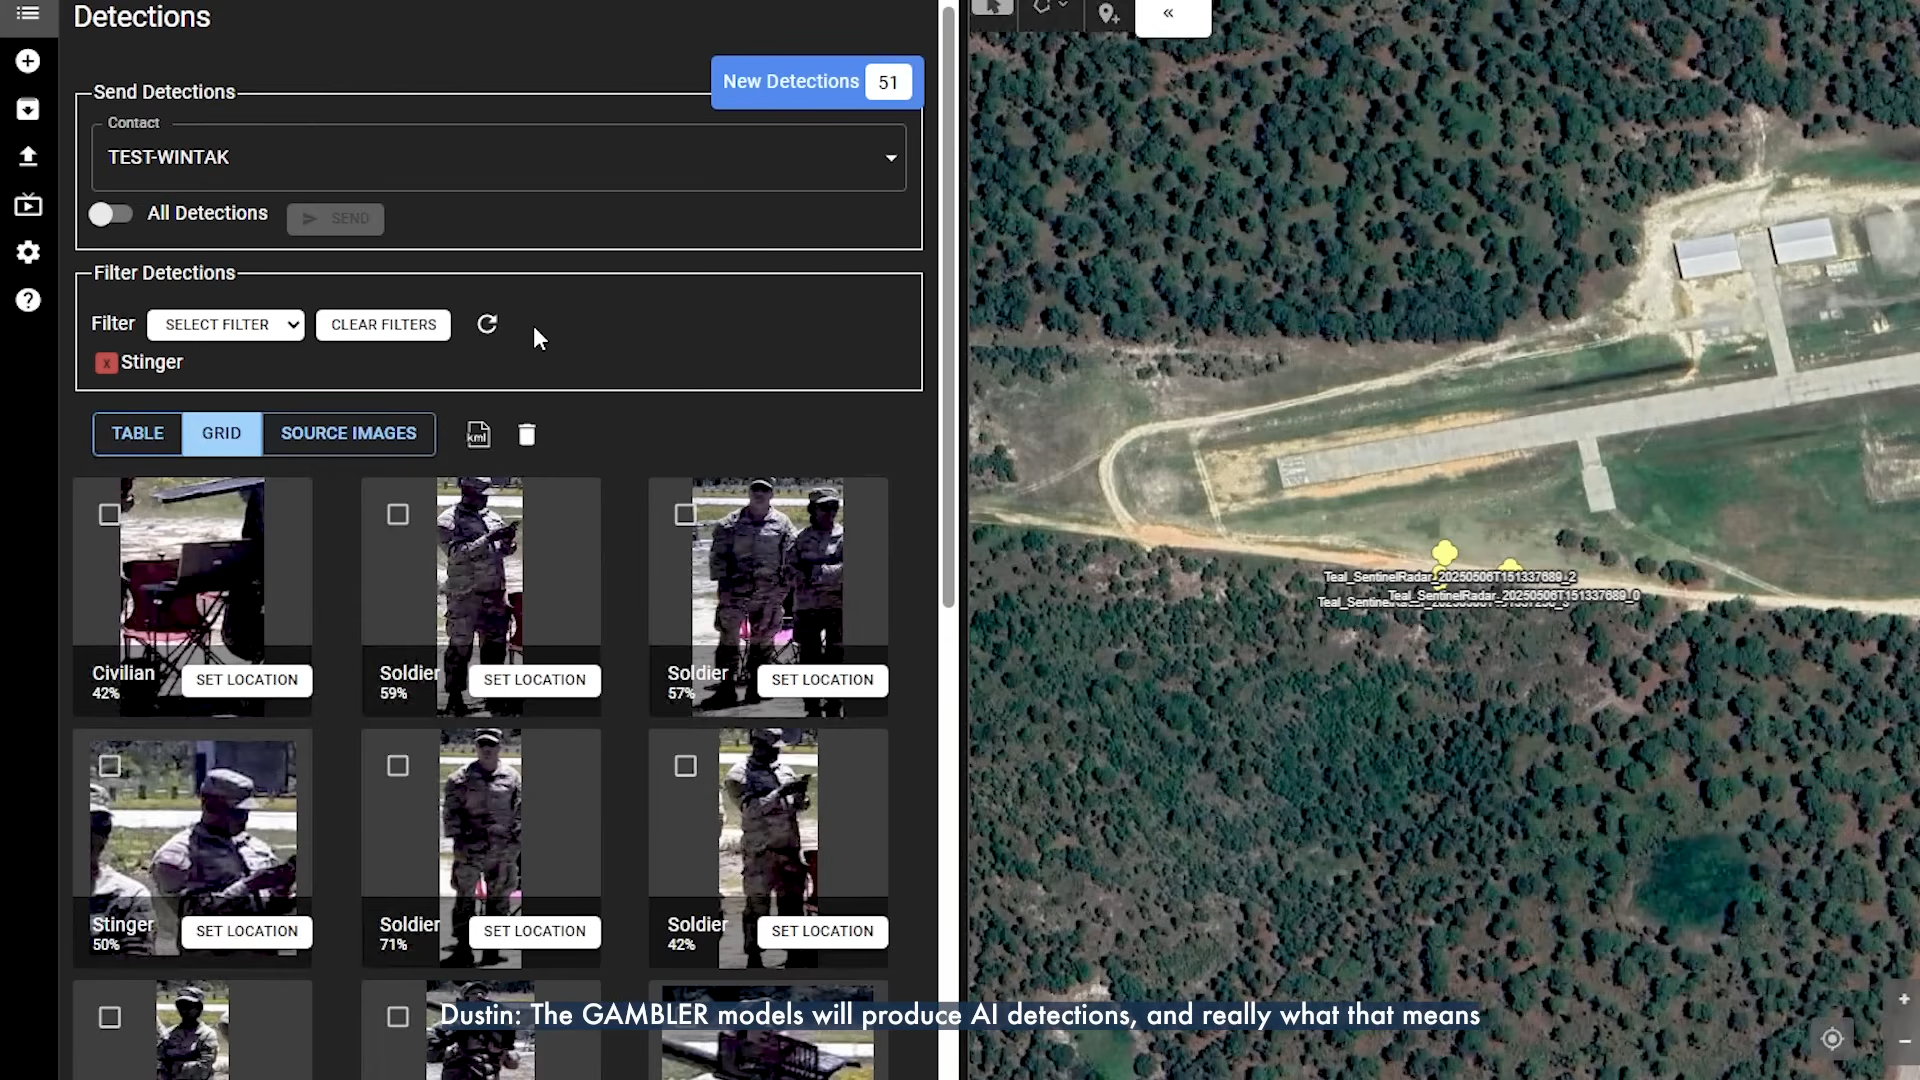 Detections
New Detections 51
Send Detections
Contact
TEST-WINTAK
All Detections
SEND
Filter Detections
Filter
SELECT FILTER
CLEAR FILTERS
x Stinger
TABLE
GRID
SOURCE IMAGES
kml
Civilian
42%
SET LOCATION
Soldier
59%
SET LOCATION
Soldier
57%
SET LOCATION
Stinger
50%
SET LOCATION
Soldier
71%
SET LOCATION
Soldier
42%
SET LOCATION
Teal_SentinelRadar_20250506T151337689_2
Teal_SentinelRadar_20250506T151337689_0
Dustin: The GAMBLER models will produce AI detections, and really what that means